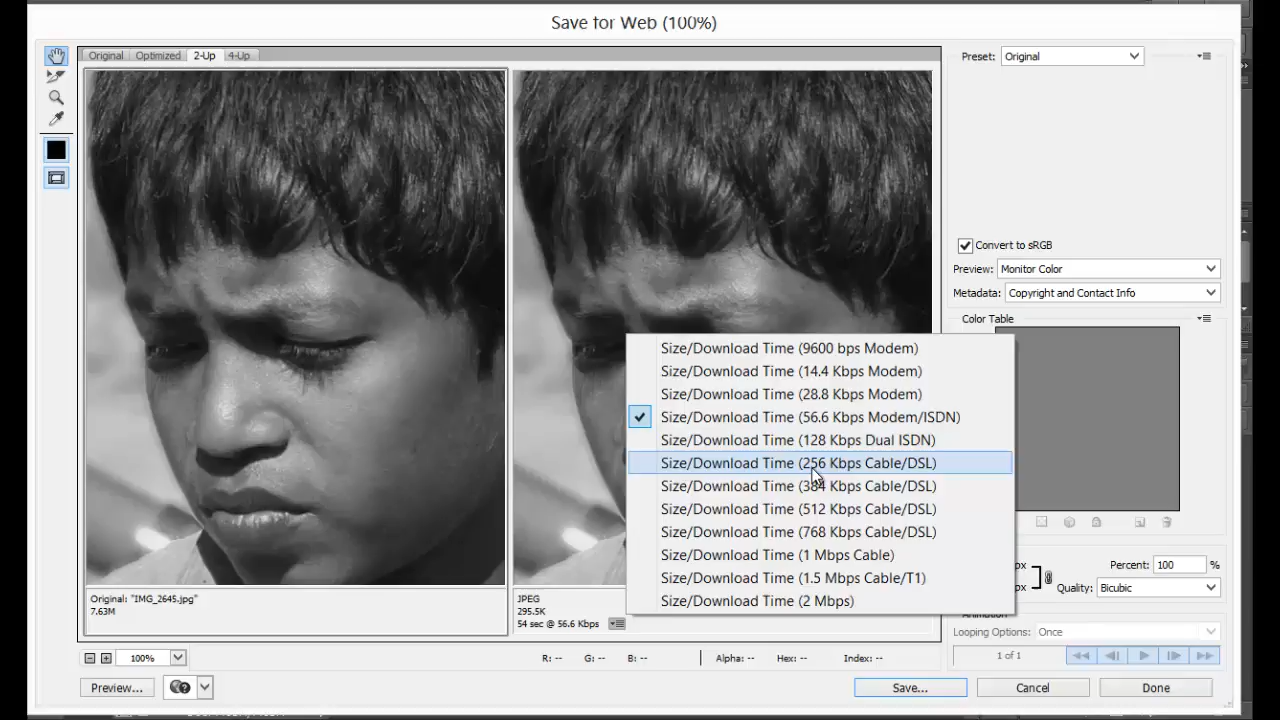 Save for Web (100%)
Original Optimized 2-Up 4-Up
Preset: Original
Convert to sRGB
Preview: Monitor Color
Metadata: Copyright and Contact Info
Color Table
Size/Download Time (9600 bps Modem)
Size/Download Time (14.4 Kbps Modem)
Size/Download Time (28.8 Kbps Modem)
Size/Download Time (56.6 Kbps Modem/ISDN)
Size/Download Time (128 Kbps Dual ISDN)
Size/Download Time (256 Kbps Cable/DSL)
Size/Download Time (384 Kbps Cable/DSL)
Size/Download Time (512 Kbps Cable/DSL)
Size/Download Time (768 Kbps Cable/DSL)
Size/Download Time (1 Mbps Cable)
Size/Download Time (1.5 Mbps Cable/T1)
Size/Download Time (2 Mbps)
px Percent: 100 %
px Quality: Bicubic
Original: "IMG_2645.jpg"
7.63M
JPEG
295.5K
54 sec @ 56.6 Kbps
Animation
Looping Options: Once
1 of 1
100% R: -- G: -- B: -- Alpha: -- Hex: -- Index: --
Preview... Save... Cancel Done